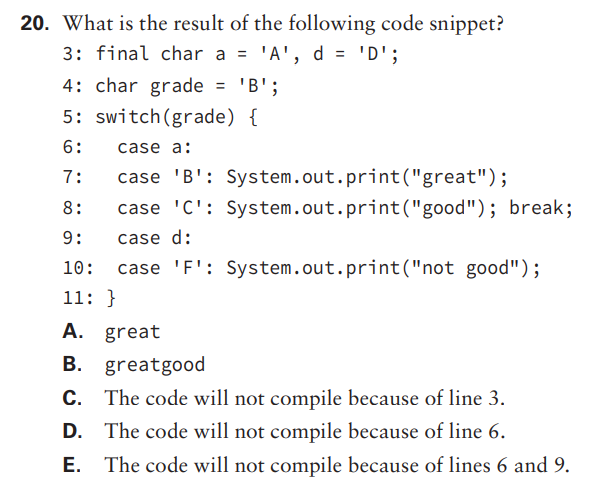 20. What is the result of the following code snippet?
3: final char a = 'A', d = 'D';
4: char grade = 'B';
5: switch(grade) {
6:   case a:
7:   case 'B': System.out.print("great");
8:   case 'C': System.out.print("good"); break;
9:   case d:
10:  case 'F': System.out.print("not good");
11: }
A. great
B. greatgood
C. The code will not compile because of line 3.
D. The code will not compile because of line 6.
E. The code will not compile because of lines 6 and 9.